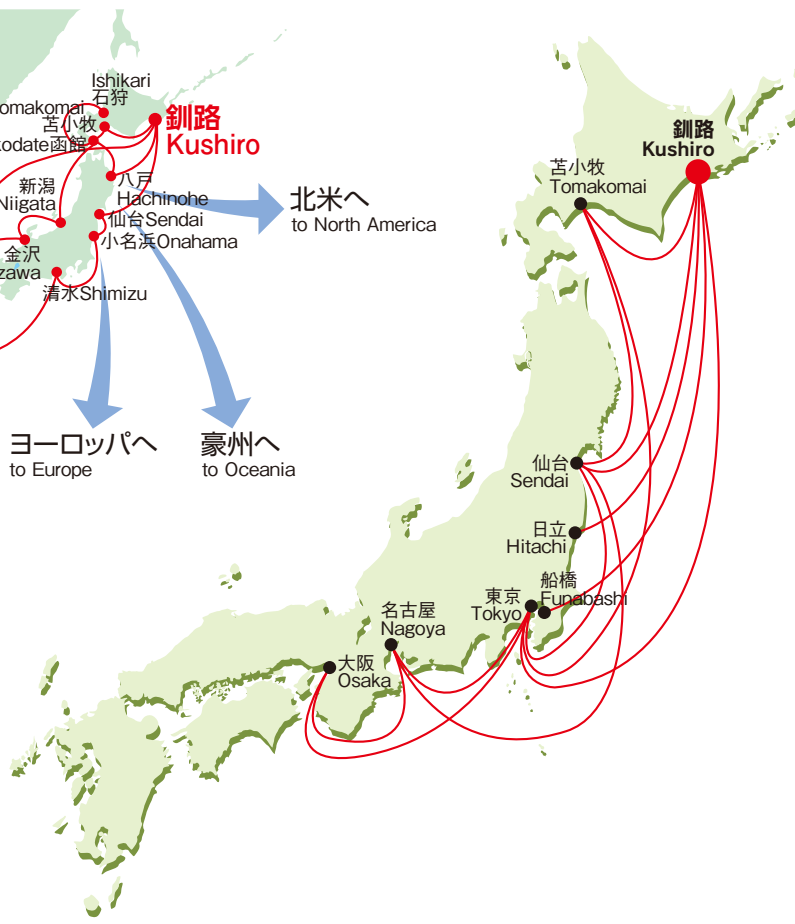 Ishikari
石狩
omakomai
苫小牧
釧路
Kushiro
odate函館
八戸
Hachinohe
新潟
Niigata
仙台Sendai
小名浜Onahama
金沢
zawa
清水Shimizu
北米へ
to North America
ヨーロッパへ
to Europe
豪州へ
to Oceania
釧路
Kushiro
苫小牧
Tomakomai
仙台
Sendai
日立
Hitachi
船橋
Funabashi
東京
Tokyo
名古屋
Nagoya
大阪
Osaka